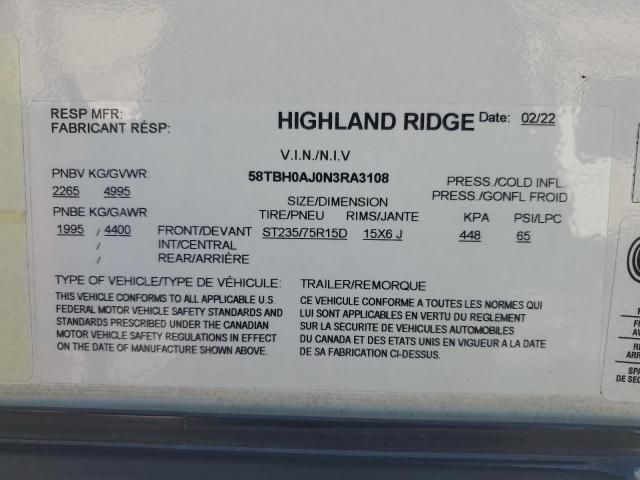 RESP MFR:
FABRICANT RÉSP:
HIGHLAND RIDGE
Date: 02/22
V.I.N./N.I.V
58TBH0AJ0N3RA3108
PNBV KG/GVWR:
2265 4995
SIZE/DIMENSION
PRESS./COLD INFL.
PRESS./GONFL FROID
PNBE KG/GAWR
TIRE/PNEU RIMS/JANTE KPA PSI/LPC
1995 / 4400 FRONT/DEVANT ST235/75R15D 15X6 J 448 65
/ INT/CENTRAL
/ REAR/ARRIÈRE
TYPE OF VEHICLE/TYPE DE VÉHICULE: TRAILER/REMORQUE
THIS VEHICLE CONFORMS TO ALL APPLICABLE U.S.
FEDERAL MOTOR VEHICLE SAFETY STANDARDS AND
STANDARDS PRESCRIBED UNDER THE CANADIAN
MOTOR VEHICLE SAFETY REGULATIONS IN EFFECT
ON THE DATE OF MANUFACTURE SHOWN ABOVE.
CE VÉHICULE CONFORME A TOUTES LES NORMES QUI
LUI SONT APPLICABLES EN VERTU DU REGLEMENT
SUR LA SECURITE DE VEHICULES AUTOMOBILES
DU CANADA ET DES ETATS UNIS EN VIGUEUR A LA DATE
DE SA FABRICATION CI-DESSUS.